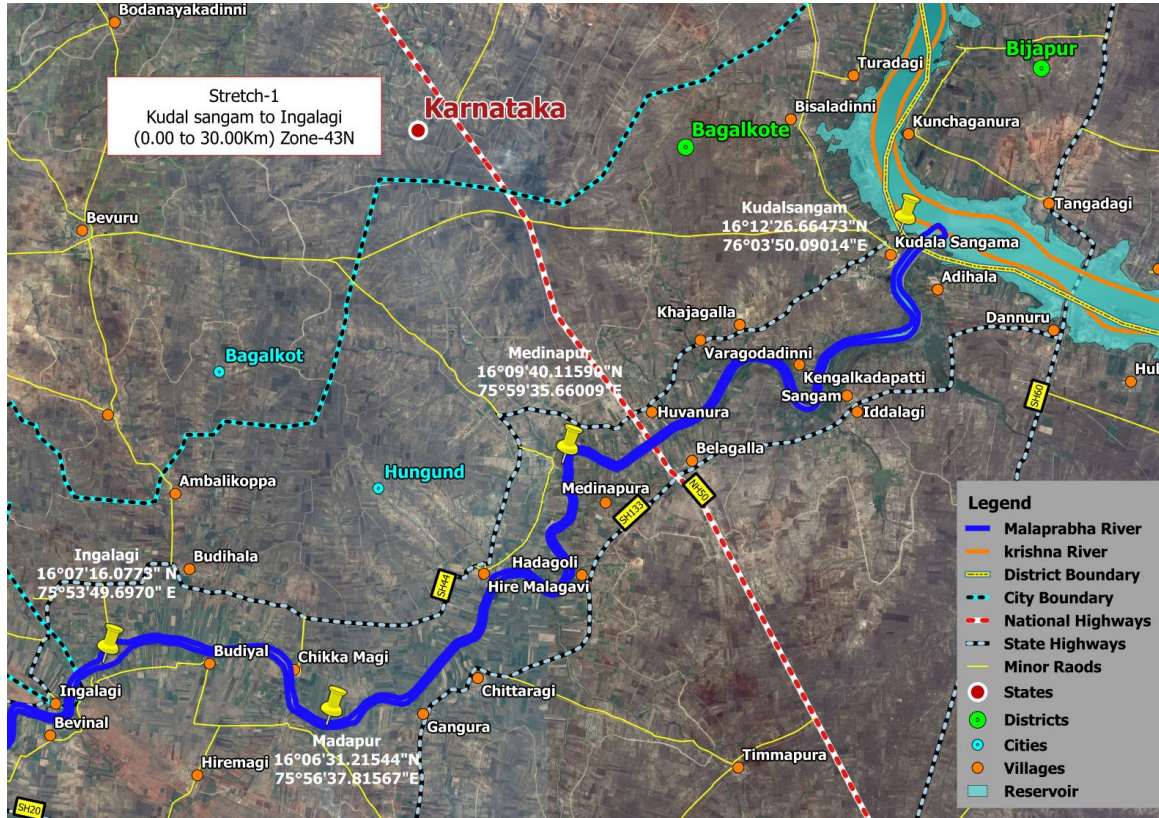 Bodanayakadinni
Stretch-1
Kudal sangam to Ingalagi
(0.00 to 30.00Km) Zone-43N
Karnataka
Bijapur
Turadagi
Bisaladinni
Bagalkote
Kunchaganura
Bevuru
Kudalsangam
16°12'26.66473"N
76°03'50.09014"E
Tangadagi
Kudala Sangama
Adihala
Khajagalla
Dannuru
Medinapur
16°09'40.11590"N
75°59'35.66009"E
Varagodadinni
Bagalkot
Kengalkadapatti
Sangam
Iddalagi
SH60
Huvanura
Belagalla
Hungund
Ambalikoppa
Medinapura
NH50
SH133
Ingalagi
16°07'16.0773" N
75°53'49.6970" E
Budihala
SH44
Hadagoli
Hire Malagavi
Budiyal
Chikka Magi
Ingalagi
Chittaragi
Bevinal
Gangura
Madapur
16°06'31.21544"N
75°56'37.81567"E
Hiremagi
Timmapura
SH20
Legend
Malaprabha River
krishna River
District Boundary
City Boundary
National Highways
State Highways
Minor Raods
States
Districts
Cities
Villages
Reservoir